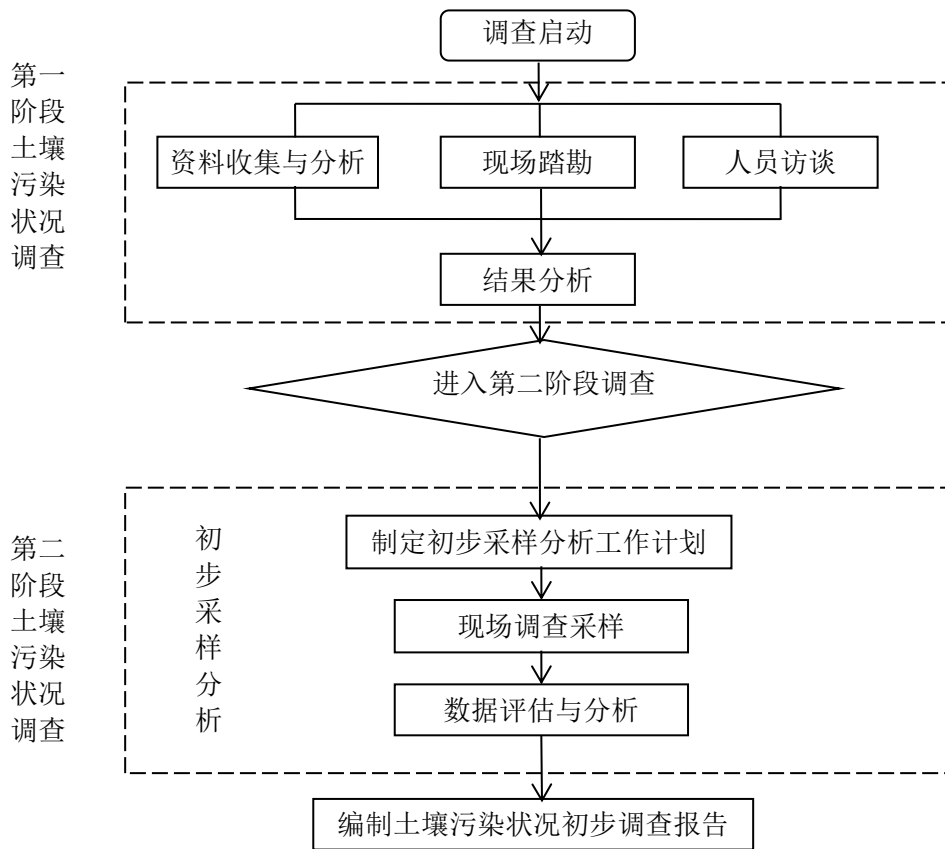 调查启动
第一
阶段
土壤
污染
状况
调查
资料收集与分析
现场踏勘
人员访谈
结果分析
进入第二阶段调查
第二
阶段
土壤
污染
状况
调查
初
步
采
样
分
析
制定初步采样分析工作计划
现场调查采样
数据评估与分析
编制土壤污染状况初步调查报告